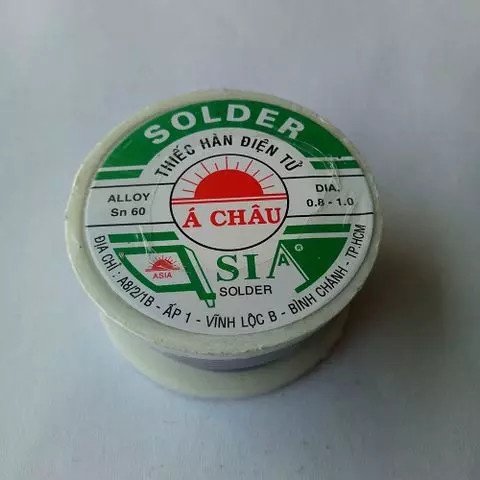 SOLDER
THIẾC HÀN ĐIỆN TỬ
ALLOY
Sn 60
DIA.
0.8 - 1.0
Á CHÂU
ASIA
SIA®
SOLDER
ĐỊA CHỈ : A8/2/1B - ẤP 1 - VĨNH LỘC B - BÌNH CHÁNH - TP.HCM